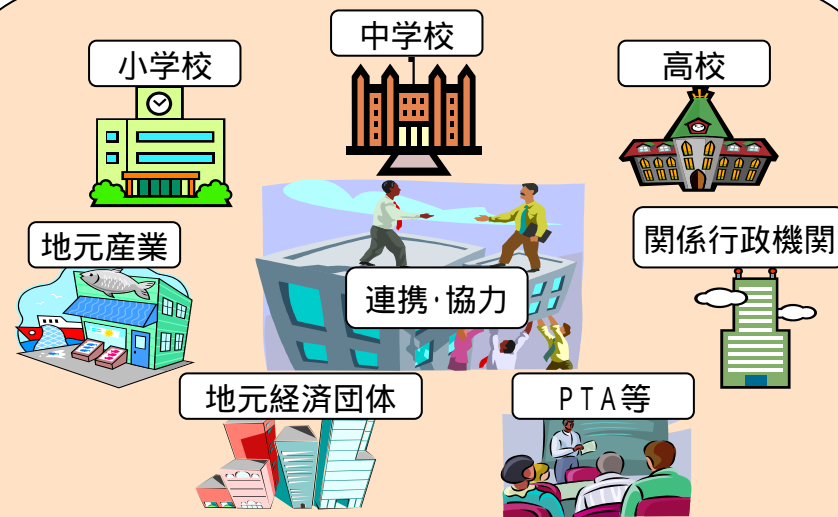 中学校
小学校
高校
地元産業
関係行政機関
連携・協力
地元経済団体
PTA等